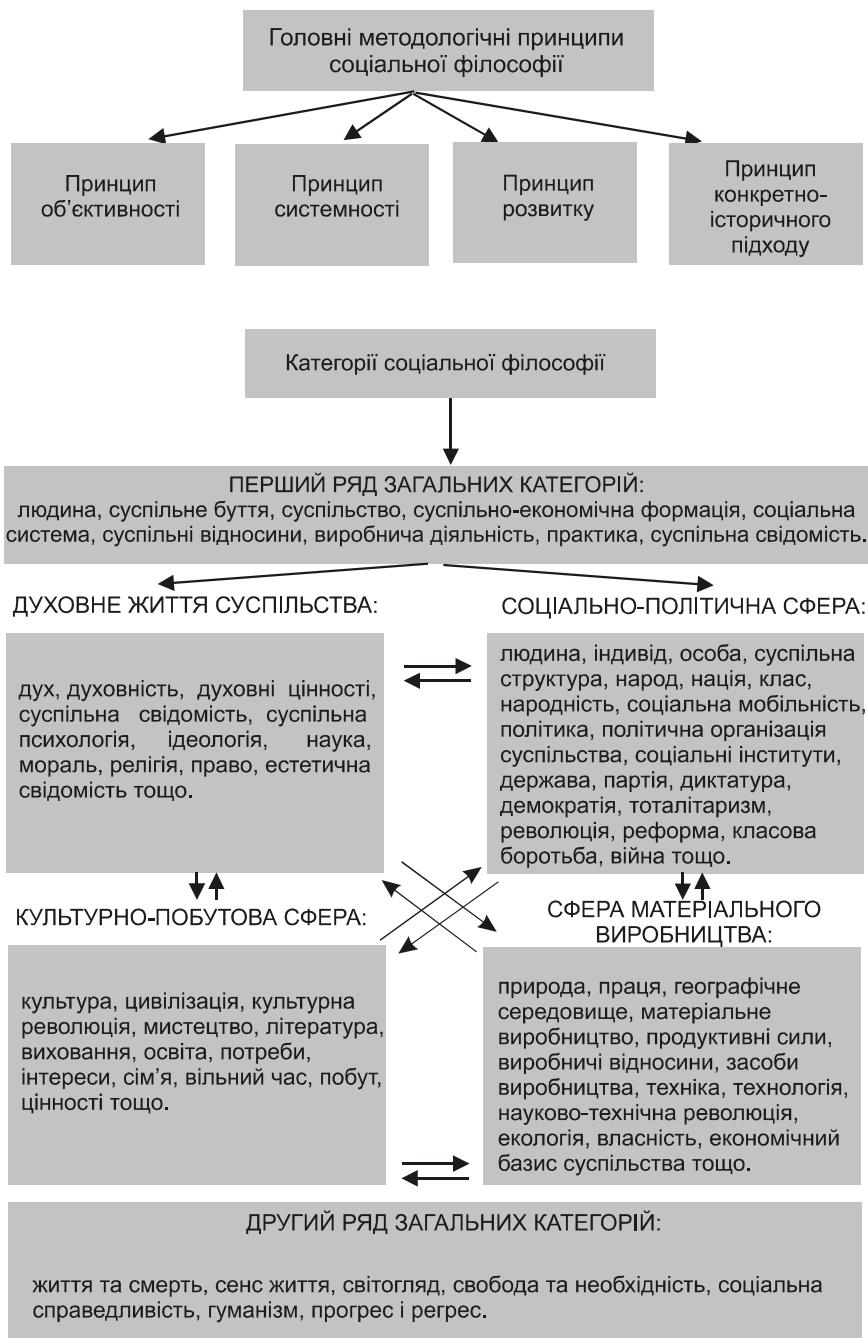 Головні методологічні принципи
соціальної філософії
Принцип
об’єктивності
Принцип
системності
Принцип
розвитку
Принцип
конкретно-
історичного
підходу
Категорії соціальної філософії
ПЕРШИЙ РЯД ЗАГАЛЬНИХ КАТЕГОРІЙ:
людина, суспільне буття, суспільство, суспільно-економічна формація, соціальна
система, суспільні відносини, виробнича діяльність, практика, суспільна свідомість.
ДУХОВНЕ ЖИТТЯ СУСПІЛЬСТВА:
дух, духовність, духовні цінності,
суспільна свідомість, суспільна
психологія, ідеологія, наука,
мораль, релігія, право, естетична
свідомість тощо.
СОЦІАЛЬНО-ПОЛІТИЧНА СФЕРА:
людина, індивід, особа, суспільна
структура, народ, нація, клас,
народність, соціальна мобільність,
політика, політична організація
суспільства, соціальні інститути,
держава, партія, диктатура,
демократія, тоталітаризм,
революція, реформа, класова
боротьба, війна тощо.
КУЛЬТУРНО-ПОБУТОВА СФЕРА:
культура, цивілізація, культурна
революція, мистецтво, література,
виховання, освіта, потреби,
інтереси, сім’я, вільний час, побут,
цінності тощо.
СФЕРА МАТЕРІАЛЬНОГО
ВИРОБНИЦТВА:
природа, праця, географічне
середовище, матеріальне
виробництво, продуктивні сили,
виробничі відносини, засоби
виробництва, техніка, технологія,
науково-технічна революція,
екологія, власність, економічний
базис суспільства тощо.
ДРУГИЙ РЯД ЗАГАЛЬНИХ КАТЕГОРІЙ:
життя та смерть, сенс життя, світогляд, свобода та необхідність, соціальна
справедливість, гуманізм, прогрес і регрес.